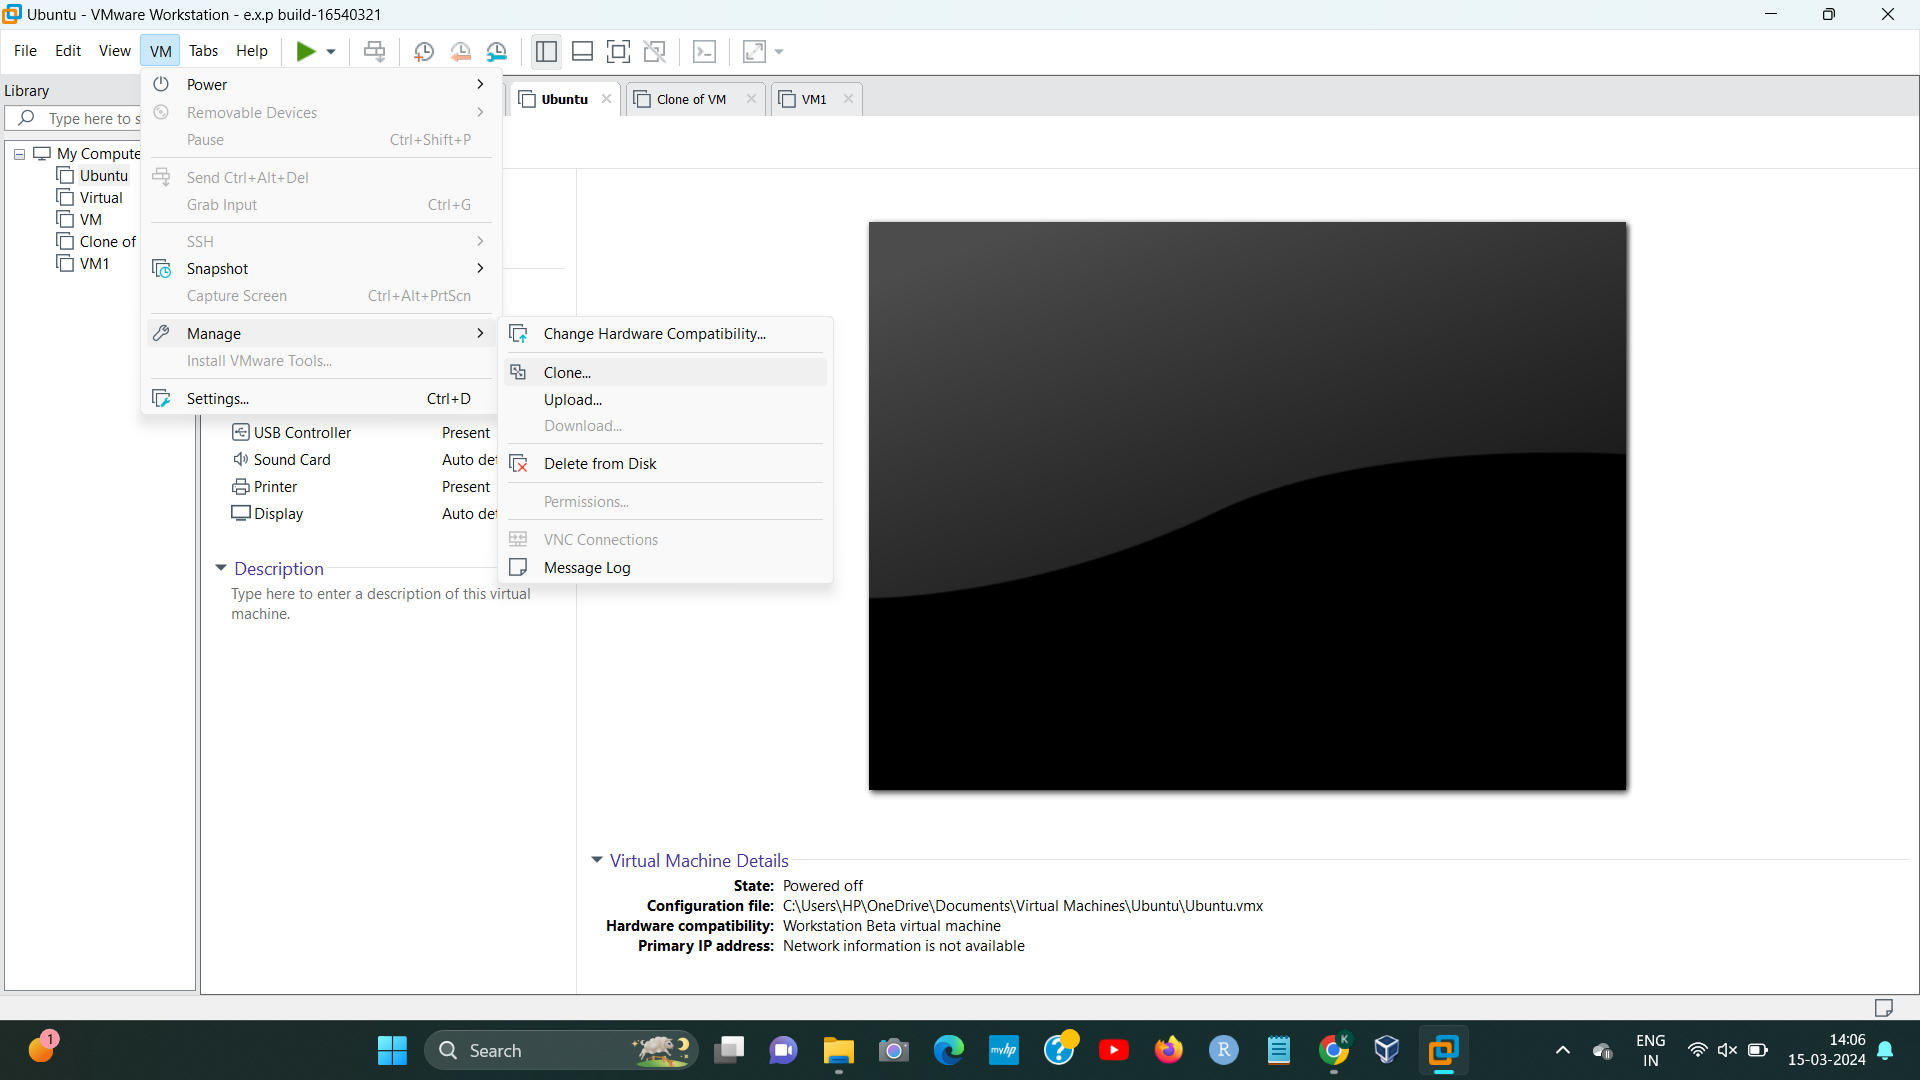 Ubuntu - VMware Workstation - e.x.p build-16540321
File Edit View VM Tabs Help
Library
Type here to s
My Compute
Ubuntu
Virtual
VM
Clone of
VM1
Power
Removable Devices
Pause Ctrl+Shift+P
Send Ctrl+Alt+Del
Grab Input Ctrl+G
SSH
Snapshot
Capture Screen Ctrl+Alt+PrtScn
Manage
Install VMware Tools...
Settings... Ctrl+D
Ubuntu
Clone of VM
VM1
Change Hardware Compatibility...
Clone...
Upload...
Download...
Delete from Disk
Permissions...
VNC Connections
Message Log
USB Controller Present
Sound Card Auto det
Printer Present
Display Auto det
Description
Type here to enter a description of this virtual
machine.
Virtual Machine Details
State: Powered off
Configuration file: C:\Users\HP\OneDrive\Documents\Virtual Machines\Ubuntu\Ubuntu.vmx
Hardware compatibility: Workstation Beta virtual machine
Primary IP address: Network information is not available
1
Search
myhp
R
K
ENG
IN
14:06
15-03-2024